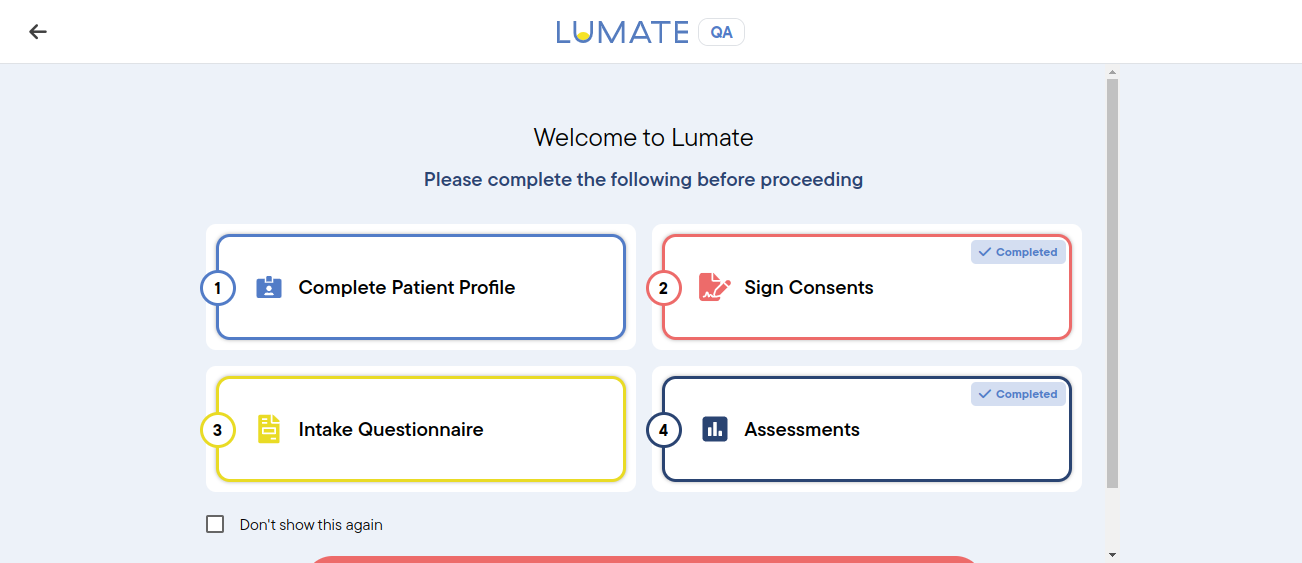 LUMATE QA
Welcome to Lumate
Please complete the following before proceeding
1 Complete Patient Profile
Completed
2 Sign Consents
3 Intake Questionnaire
Completed
4 Assessments
Don't show this again